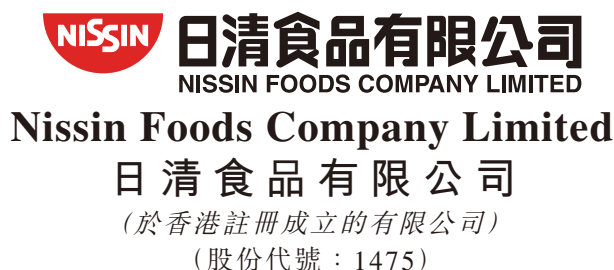 NISSIN 日清食品有限公司
NISSIN FOODS COMPANY LIMITED
Nissin Foods Company Limited
日清食品有限公司
(於香港註冊成立的有限公司)
(股份代號：1475)